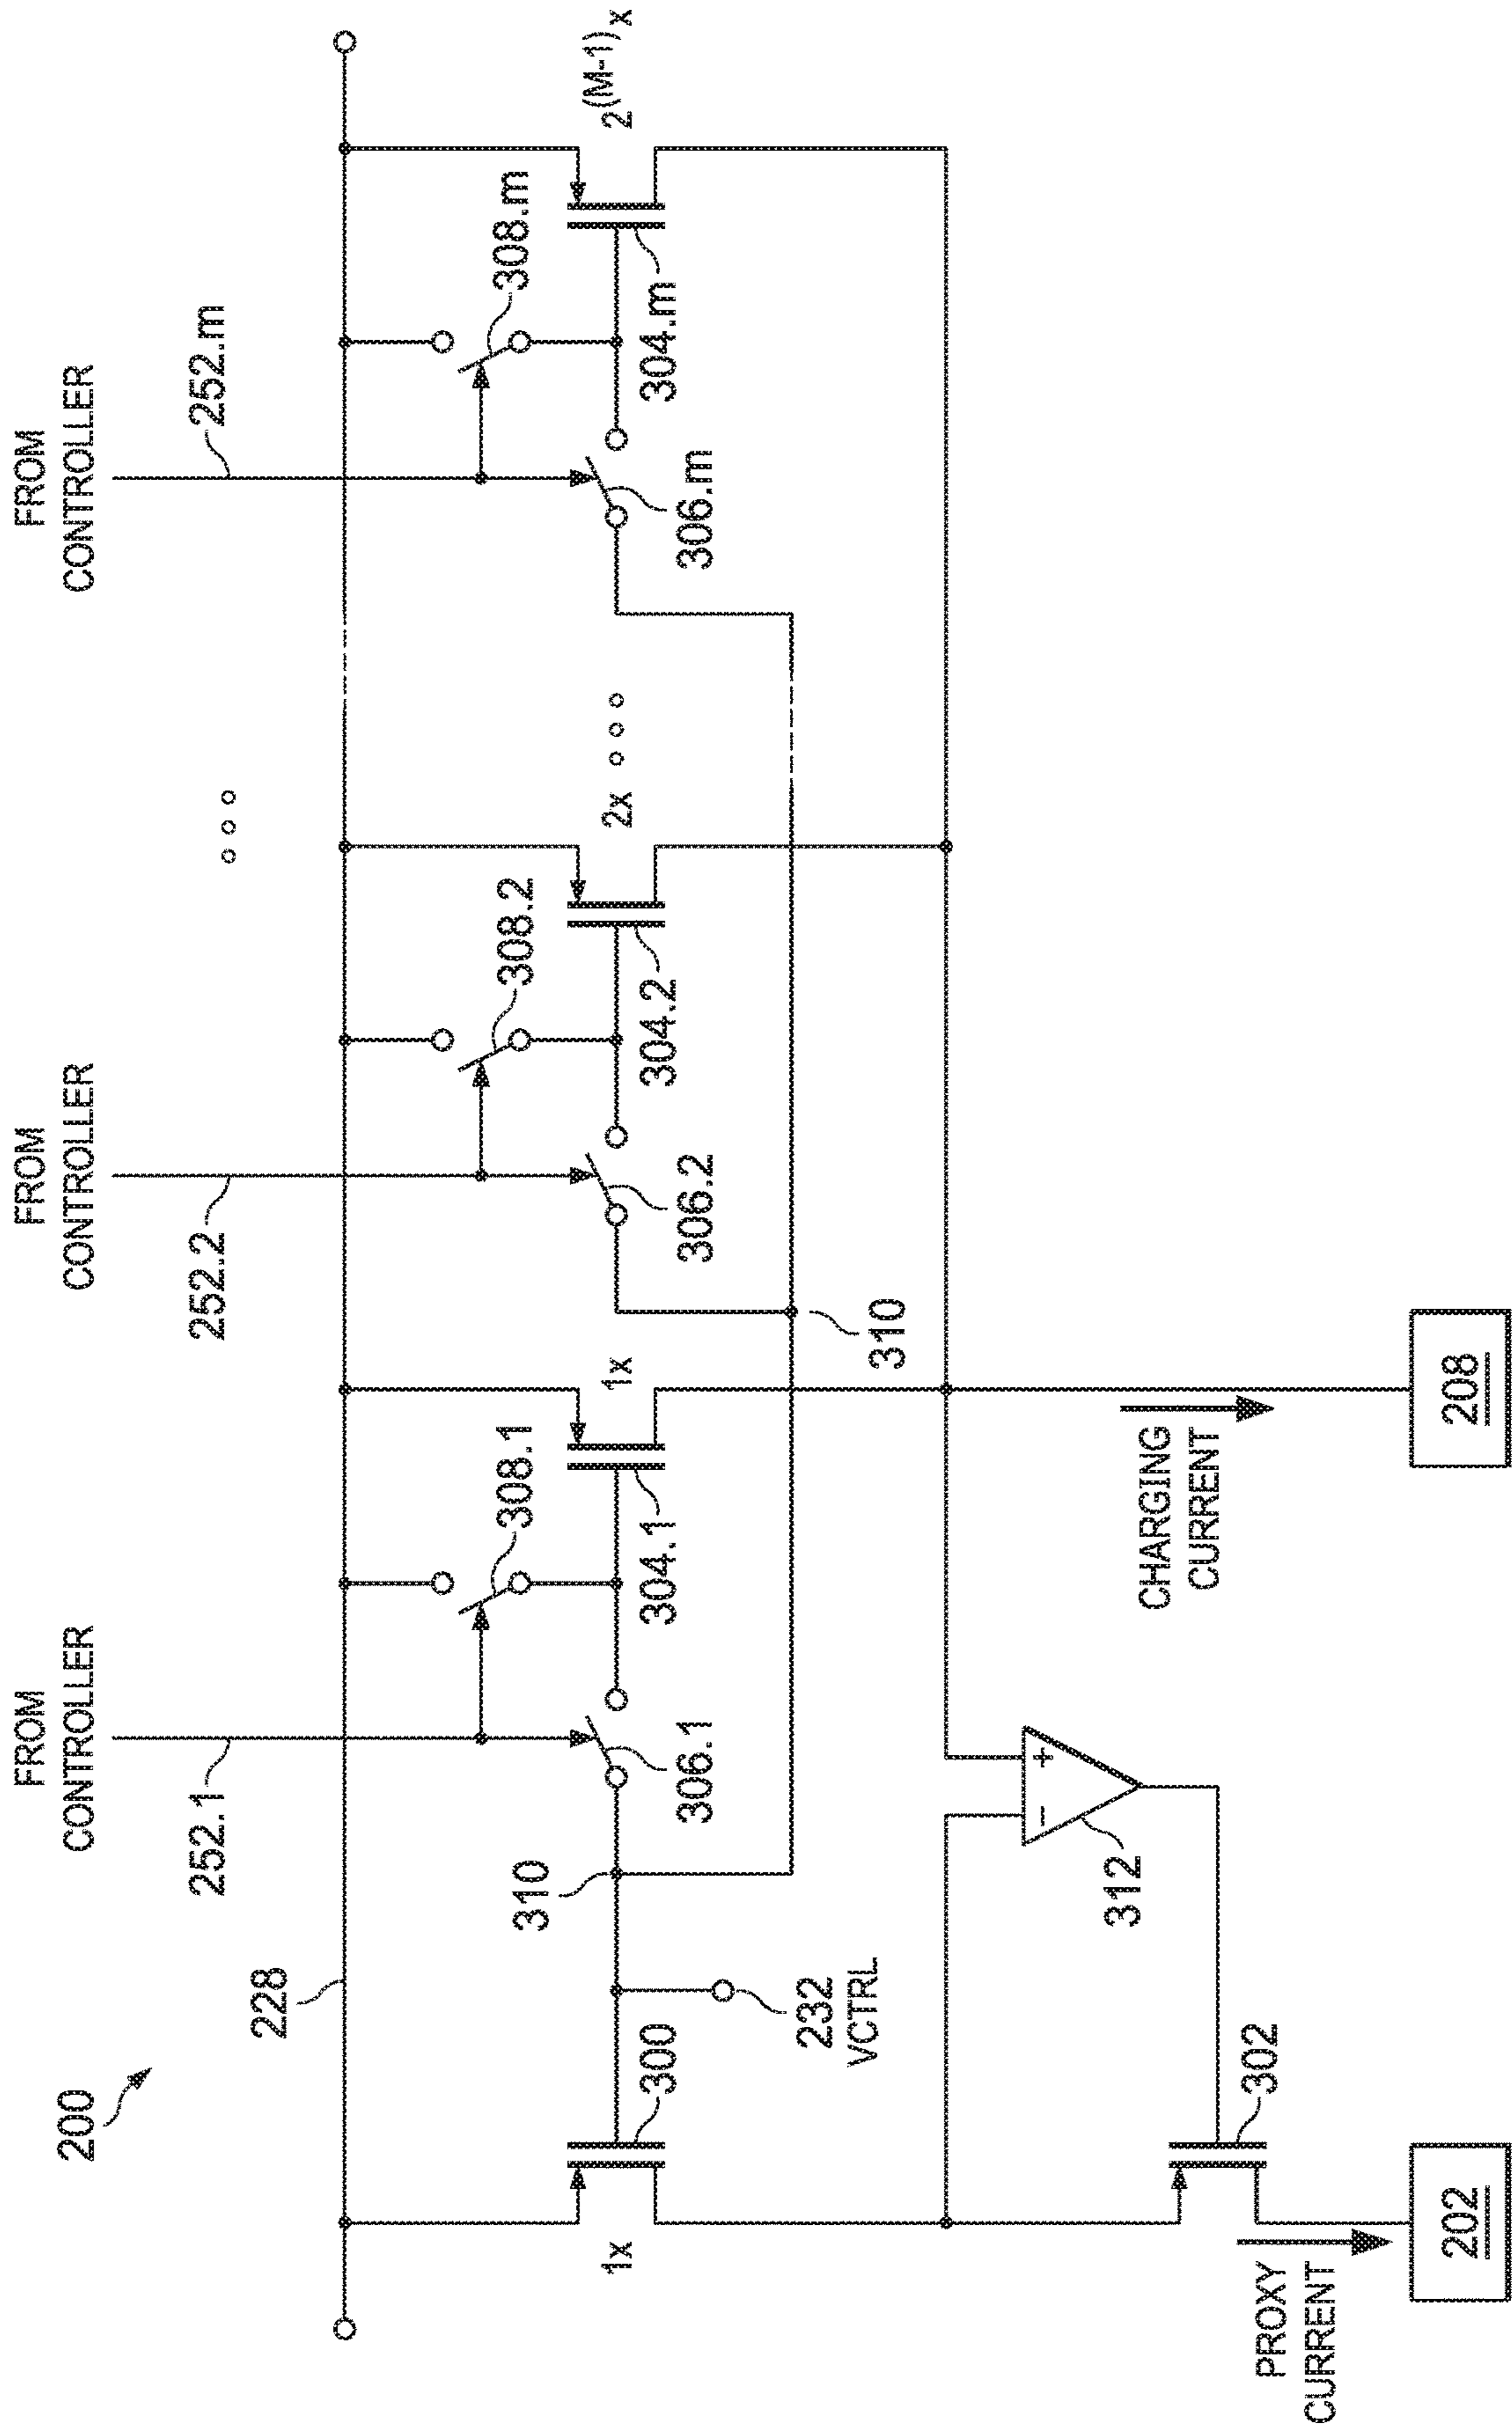 200
FROM
CONTROLLER
FROM
CONTROLLER
FROM
CONTROLLER
252.1
252.2
252.m
228
308.1
308.2
308.m
310
1x
300
306.1
304.1
1x
306.2
304.2
2x
306.m
304.m
2(M-1)x
232
VCTRL
310
312
−
+
CHARGING
CURRENT
302
PROXY
CURRENT
202
208